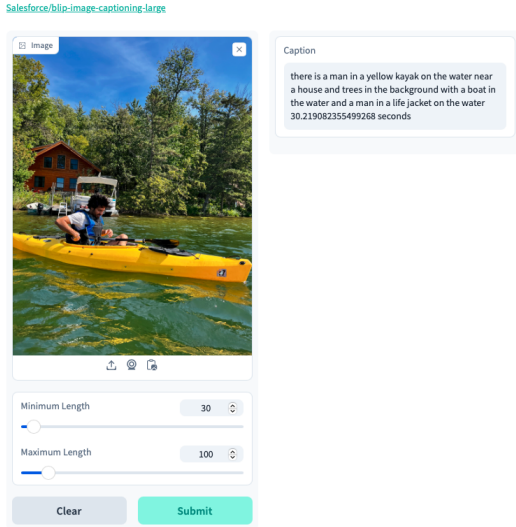 Salesforce/blip-image-captioning-large
Image
Caption
there is a man in a yellow kayak on the water near
a house and trees in the background with a boat in
the water and a man in a life jacket on the water
30.219082355499268 seconds
Minimum Length
30
Maximum Length
100
Clear
Submit